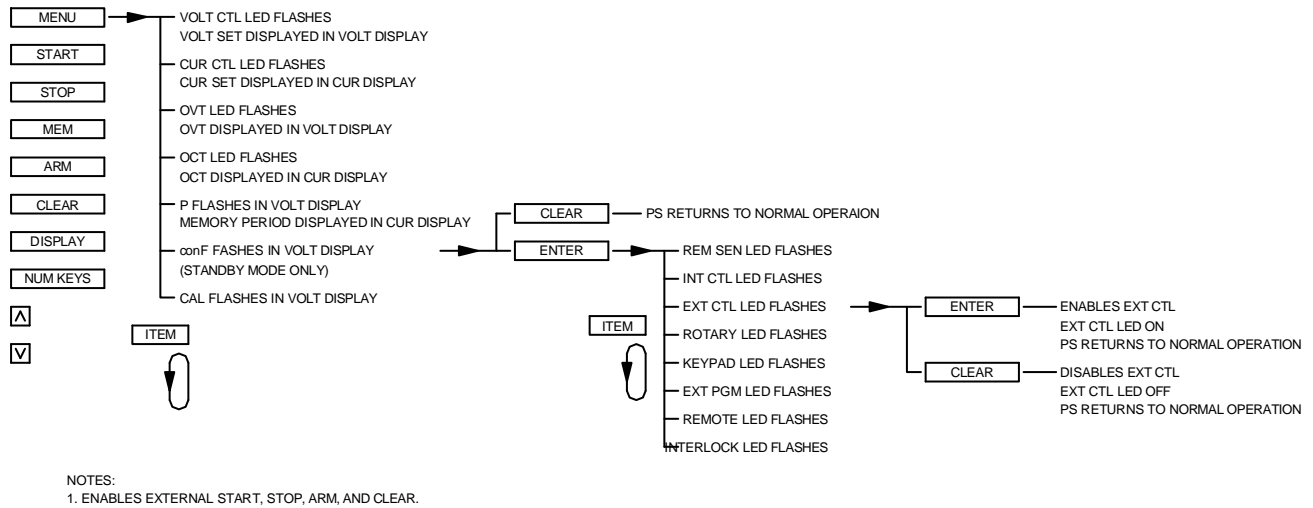 MENU
START
STOP
MEM
ARM
CLEAR
DISPLAY
NUM KEYS
VOLT CTL LED FLASHES
VOLT SET DISPLAYED IN VOLT DISPLAY
CUR CTL LED FLASHES
CUR SET DISPLAYED IN CUR DISPLAY
OVT LED FLASHES
OVT DISPLAYED IN VOLT DISPLAY
OCT LED FLASHES
OCT DISPLAYED IN CUR DISPLAY
P FLASHES IN VOLT DISPLAY
MEMORY PERIOD DISPLAYED IN CUR DISPLAY
conF FASHES IN VOLT DISPLAY
(STANDBY MODE ONLY)
CAL FLASHES IN VOLT DISPLAY
ITEM
CLEAR
PS RETURNS TO NORMAL OPERAION
ENTER
REM SEN LED FLASHES
INT CTL LED FLASHES
EXT CTL LED FLASHES
ROTARY LED FLASHES
KEYPAD LED FLASHES
EXT PGM LED FLASHES
REMOTE LED FLASHES
INTERLOCK LED FLASHES
ITEM
ENTER
ENABLES EXT CTL
EXT CTL LED ON
PS RETURNS TO NORMAL OPERATION
CLEAR
DISABLES EXT CTL
EXT CTL LED OFF
PS RETURNS TO NORMAL OPERATION
NOTES:
1. ENABLES EXTERNAL START, STOP, ARM, AND CLEAR.